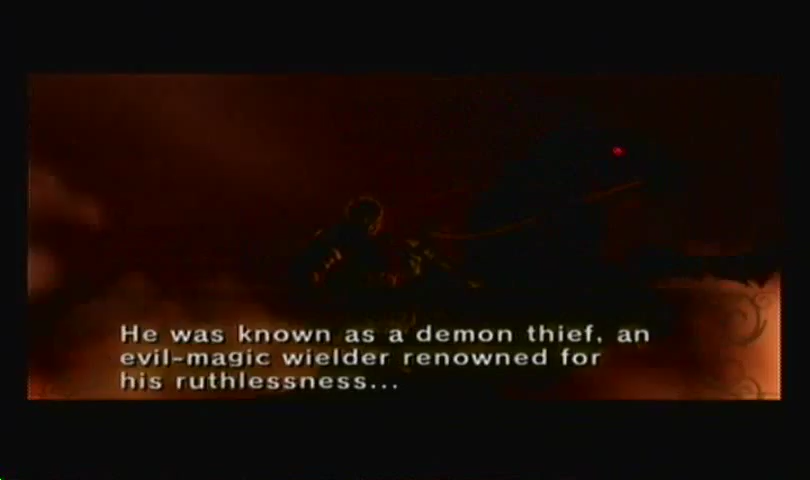 He was known as a demon thief, an
evil-magic wielder renowned for
his ruthlessness...